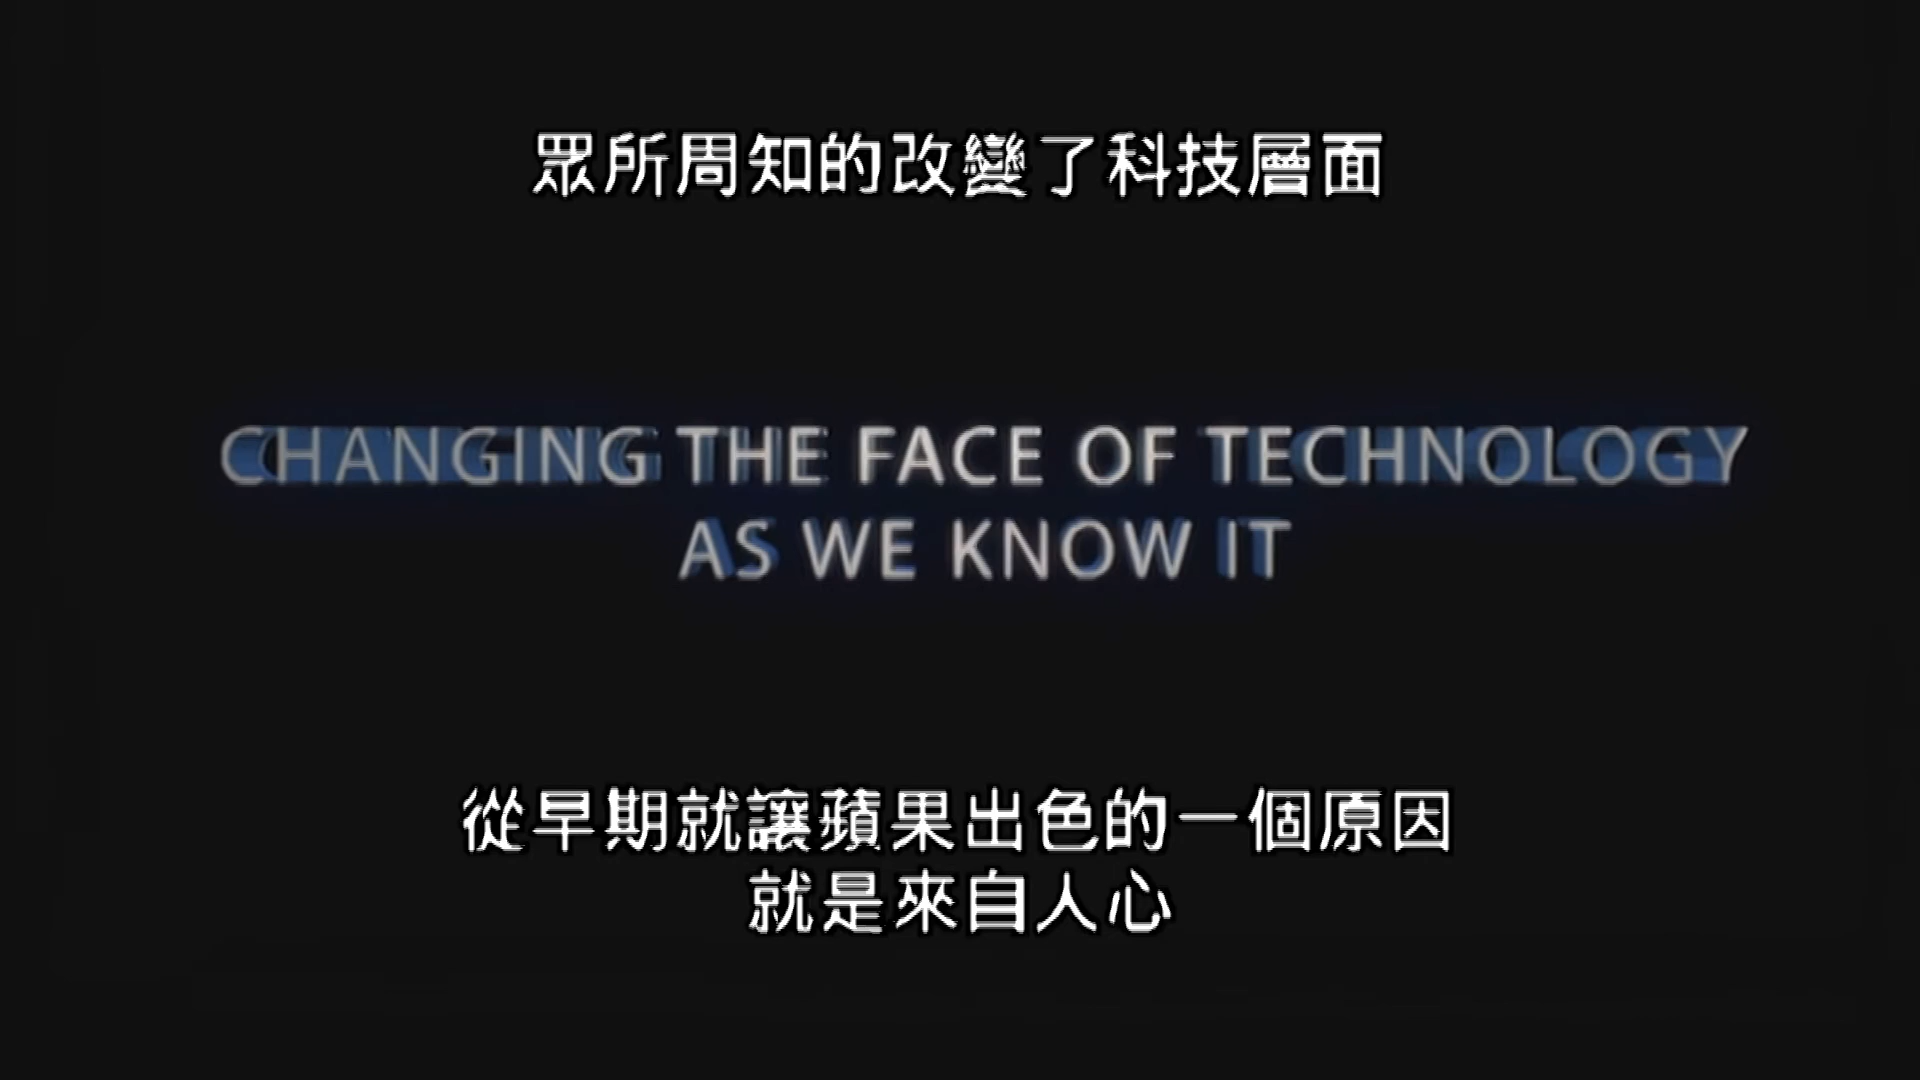 眾所周知的改變了科技層面
CHANGING THE FACE OF TECHNOLOGY
AS WE KNOW IT
從早期就讓蘋果出色的一個原因
就是來自人心